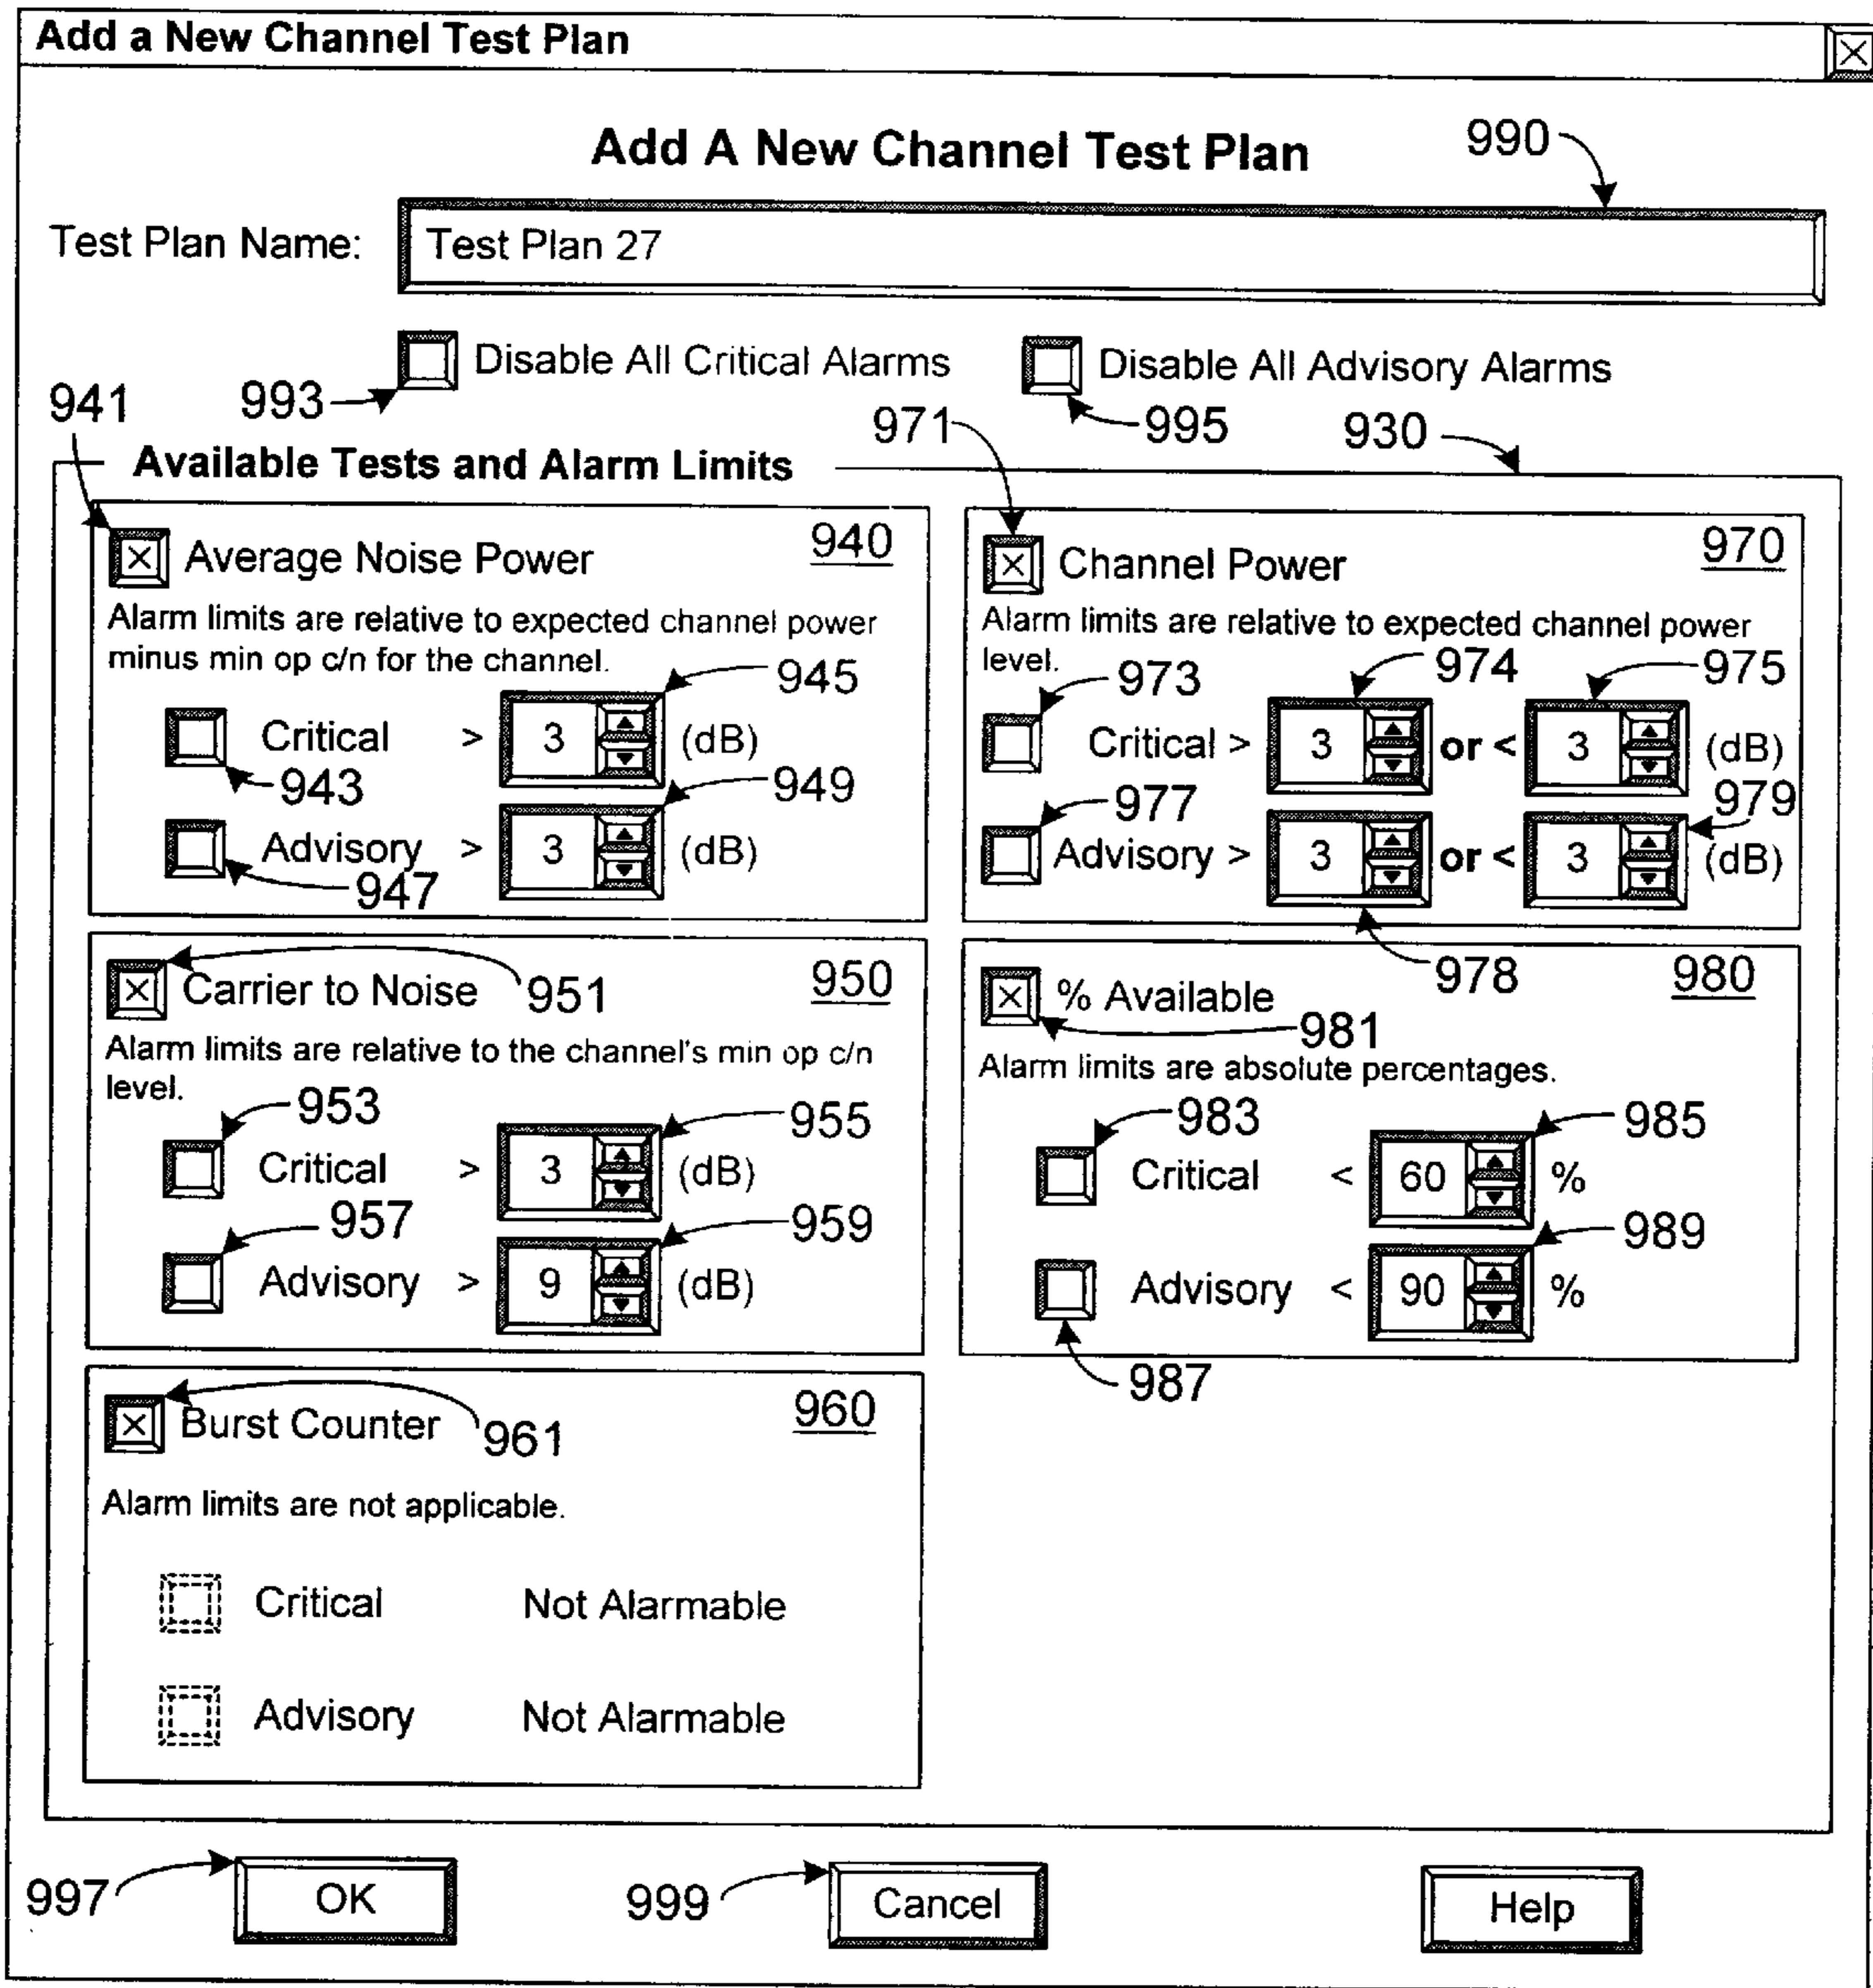 Add a New Channel Test Plan
Add A New Channel Test Plan
990
Test Plan Name:
Test Plan 27
Disable All Critical Alarms
Disable All Advisory Alarms
941
993
971
995
930
Available Tests and Alarm Limits
Average Noise Power
940
Alarm limits are relative to expected channel power
minus min op c/n for the channel.
945
Critical > 3 (dB)
943
949
Advisory > 3 (dB)
947
Channel Power
970
Alarm limits are relative to expected channel power
level.
973
974
975
Critical > 3 or < 3 (dB)
977
979
Advisory > 3 or < 3 (dB)
978
Carrier to Noise
951
950
Alarm limits are relative to the channel's min op c/n
level.
953
955
Critical > 3 (dB)
957
959
Advisory > 9 (dB)
% Available
980
981
Alarm limits are absolute percentages.
983
985
Critical < 60 %
989
Advisory < 90 %
987
Burst Counter
961
960
Alarm limits are not applicable.
Critical Not Alarmable
Advisory Not Alarmable
997
OK
999
Cancel
Help